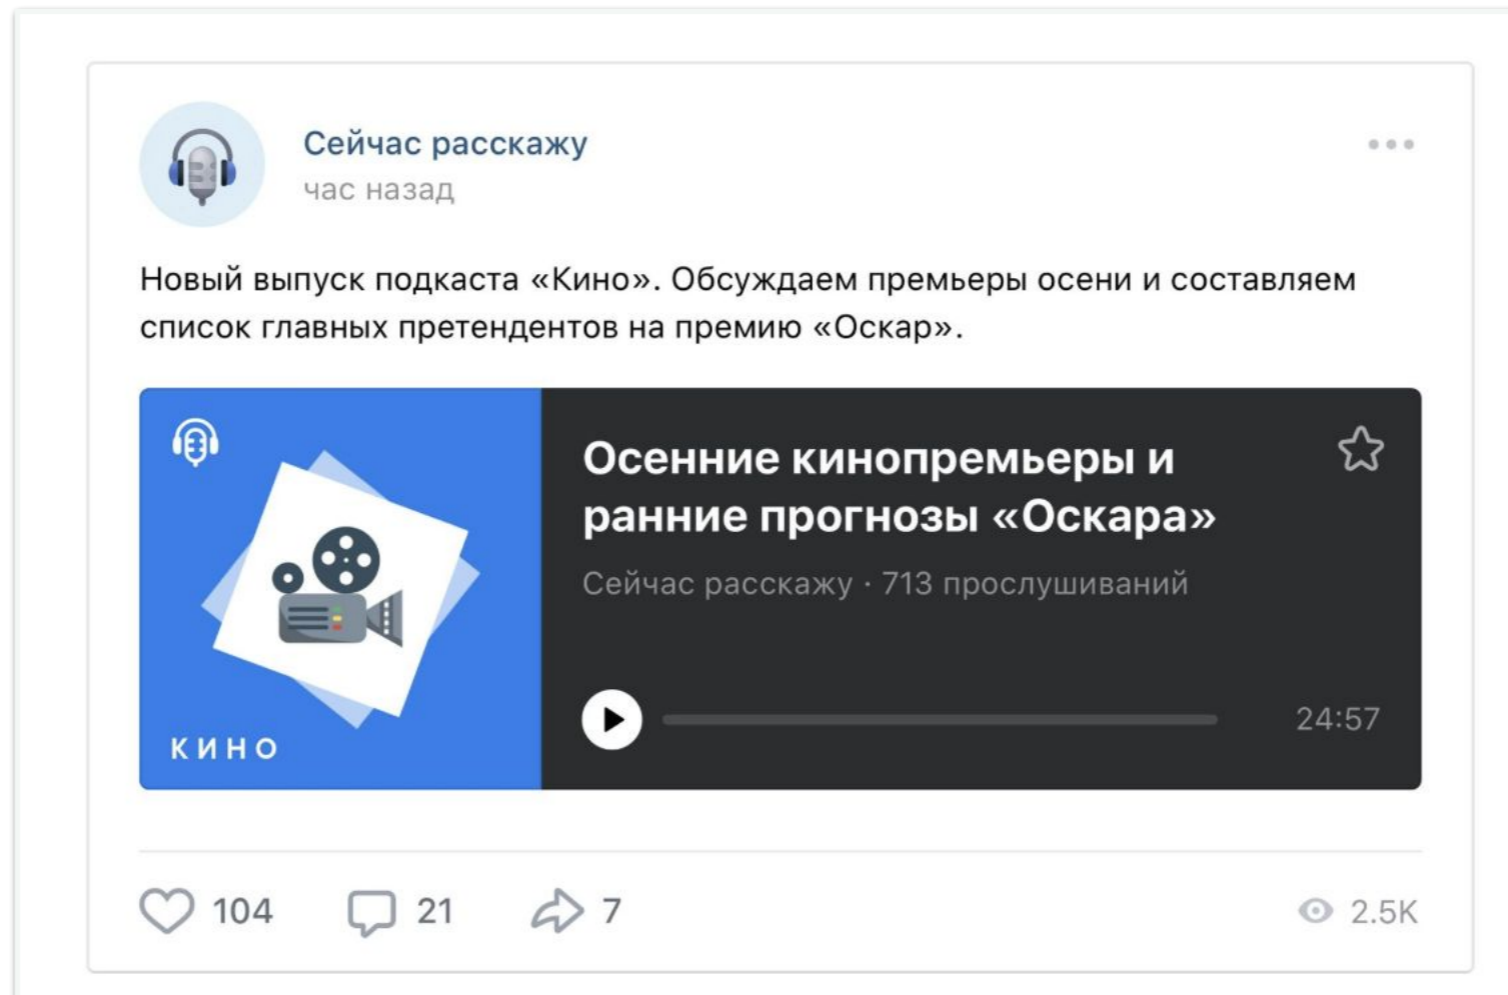 Сейчас расскажу
час назад
Новый выпуск подкаста «Кино». Обсуждаем премьеры осени и составляем
список главных претендентов на премию «Оскар».
Осенние кинопремьеры и
ранние прогнозы «Оскара»
Сейчас расскажу · 713 прослушиваний
24:57
КИНО
104
21
7
2.5K